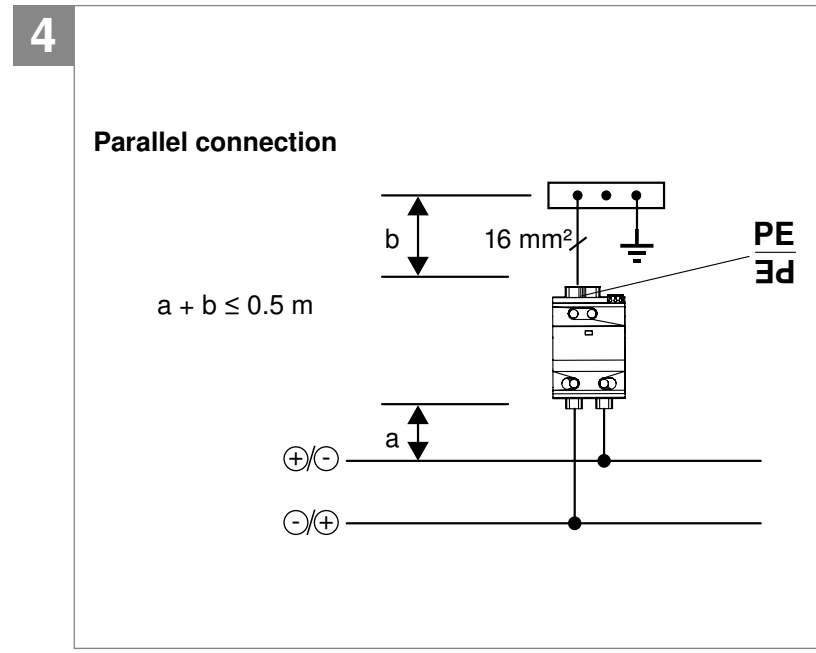 4
Parallel connection
b
16 mm²
PE
PE
a + b ≤ 0.5 m
a
+/-
-/+